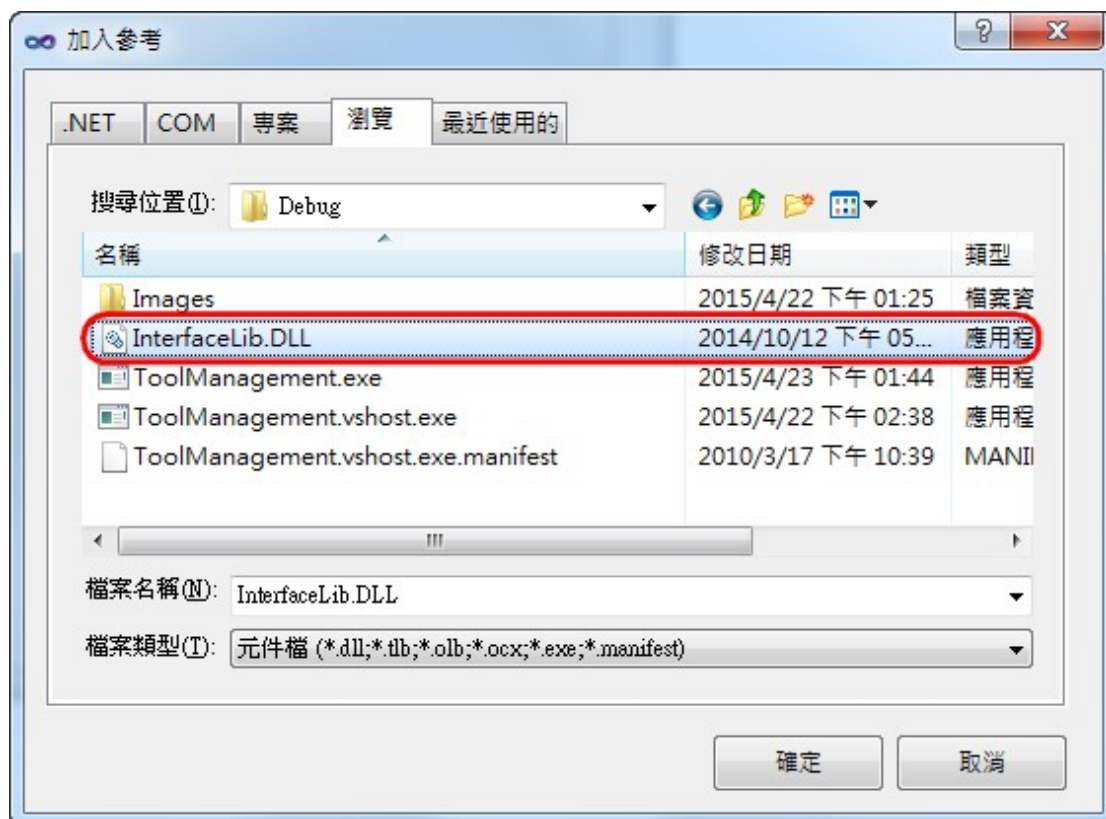 加入參考
.NET COM 專案 瀏覽 最近使用的
搜尋位置(I): Debug
名稱 修改日期 類型
Images 2015/4/22 下午 01:25 檔案資
InterfaceLib.DLL 2014/10/12 下午 05... 應用程
ToolManagement.exe 2015/4/23 下午 01:44 應用程
ToolManagement.vshost.exe 2015/4/22 下午 02:38 應用程
ToolManagement.vshost.exe.manifest 2010/3/17 下午 10:39 MANI
檔案名稱(N): InterfaceLib.DLL
檔案類型(T): 元件檔 (*.dll;*.tlb;*.olb;*.ocx;*.exe;*.manifest)
確定 取消